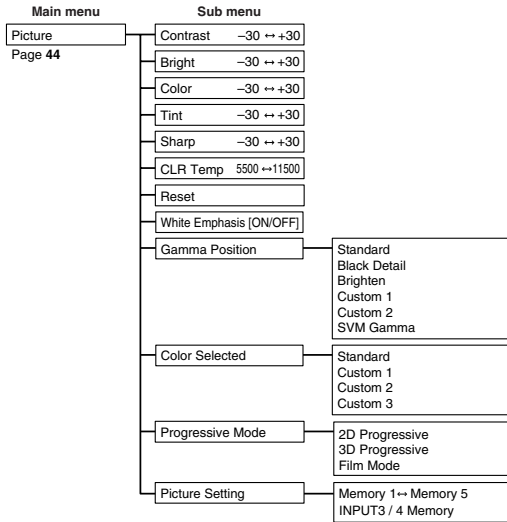 Main menu Sub menu
Picture
Page 44
Contrast –30 ↔ +30
Bright –30 ↔ +30
Color –30 ↔ +30
Tint –30 ↔ +30
Sharp –30 ↔ +30
CLR Temp 5500 ↔11500
Reset
White Emphasis [ON/OFF]
Gamma Position
Standard
Black Detail
Brighten
Custom 1
Custom 2
SVM Gamma
Color Selected
Standard
Custom 1
Custom 2
Custom 3
Progressive Mode
2D Progressive
3D Progressive
Film Mode
Picture Setting
Memory 1↔ Memory 5
INPUT3 / 4 Memory